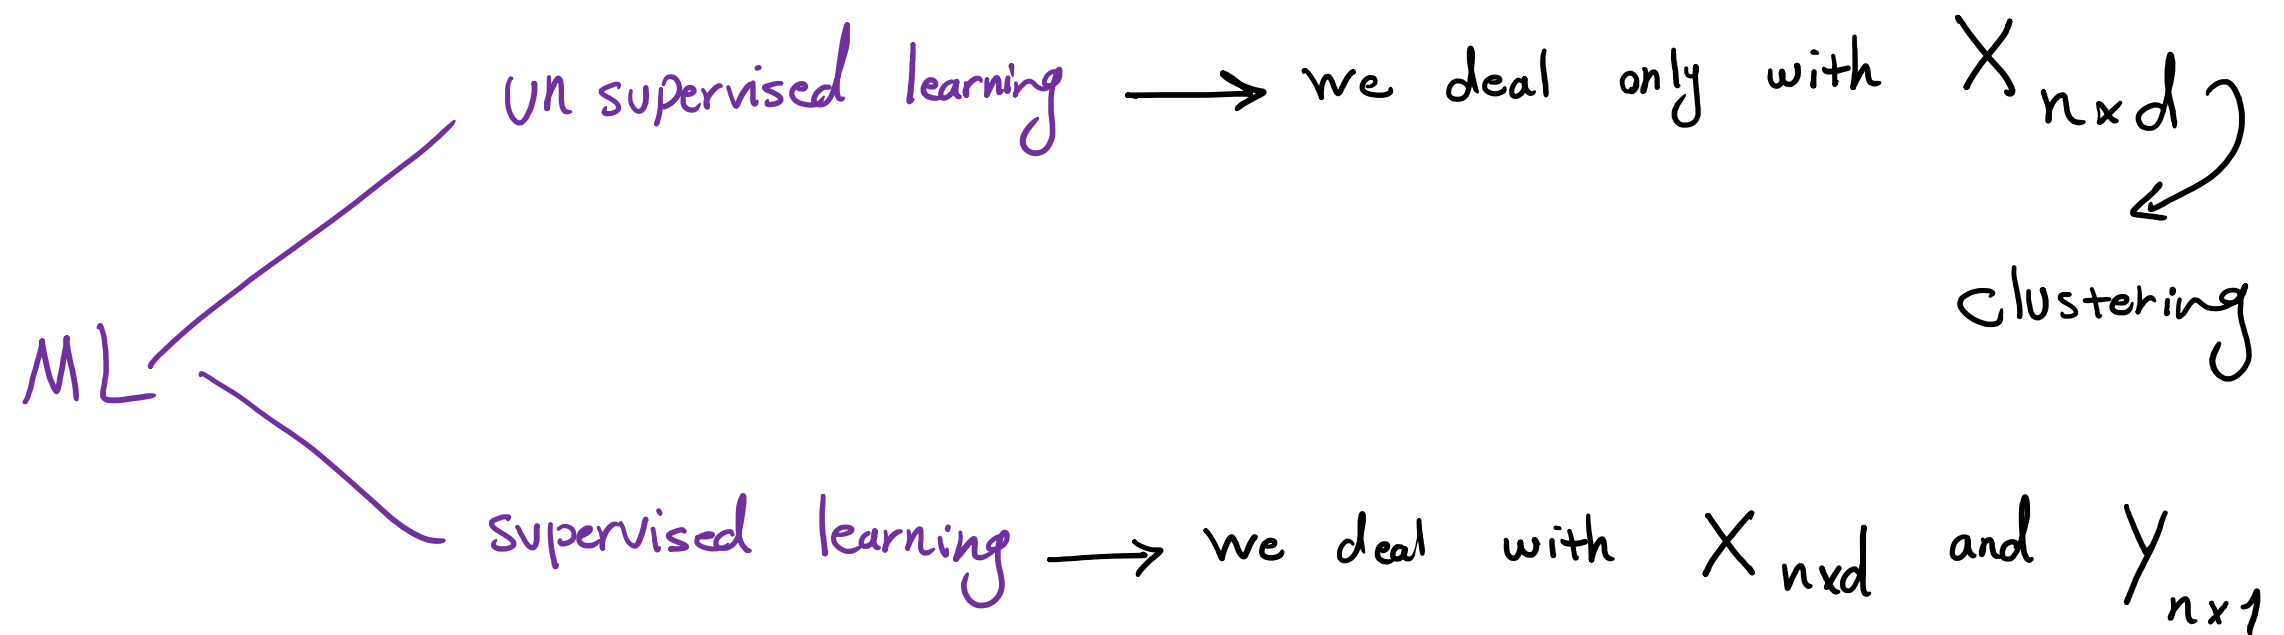 un supervised learning → we deal only with X n×d
clustering
ML
supervised learning → we deal with X n×d and y n×1